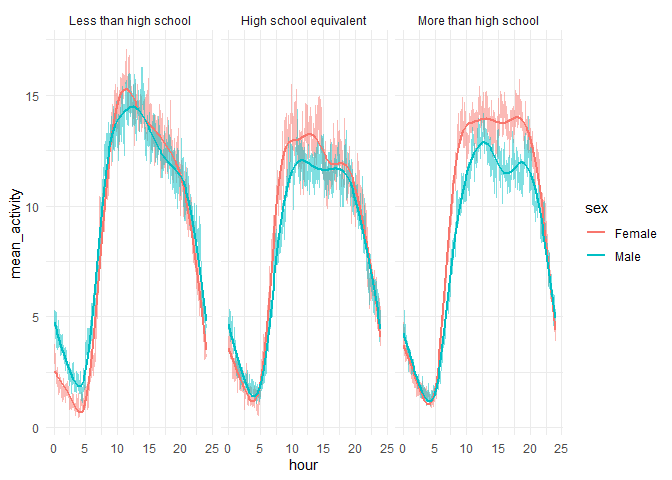 Less than high school High school equivalent More than high school
15
10
5
0
mean_activity
0 5 10 15 20 25 0 5 10 15 20 25 0 5 10 15 20 25
hour
sex
Female
Male